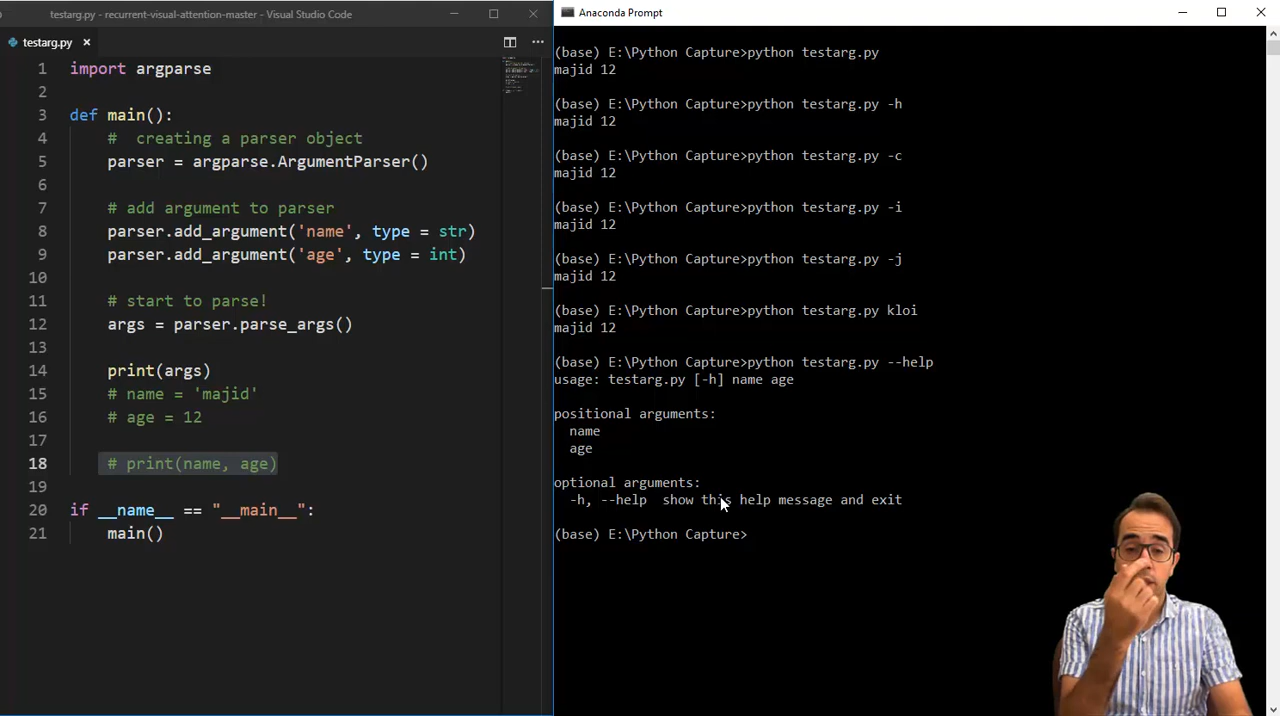 testarg.py - recurrent-visual-attention-master - Visual Studio Code
testarg.py
1 import argparse
2
3 def main():
4 # creating a parser object
5 parser = argparse.ArgumentParser()
6
7 # add argument to parser
8 parser.add_argument('name', type = str)
9 parser.add_argument('age', type = int)
10
11 # start to parse!
12 args = parser.parse_args()
13
14 print(args)
15 # name = 'majid'
16 # age = 12
17
18 # print(name, age)
19
20 if __name__ == "__main__":
21 main()
Anaconda Prompt
(base) E:\Python Capture>python testarg.py
majid 12
(base) E:\Python Capture>python testarg.py -h
majid 12
(base) E:\Python Capture>python testarg.py -c
majid 12
(base) E:\Python Capture>python testarg.py -i
majid 12
(base) E:\Python Capture>python testarg.py -j
majid 12
(base) E:\Python Capture>python testarg.py kloi
majid 12
(base) E:\Python Capture>python testarg.py --help
usage: testarg.py [-h] name age
positional arguments:
name
age
optional arguments:
-h, --help show this help message and exit
(base) E:\Python Capture>